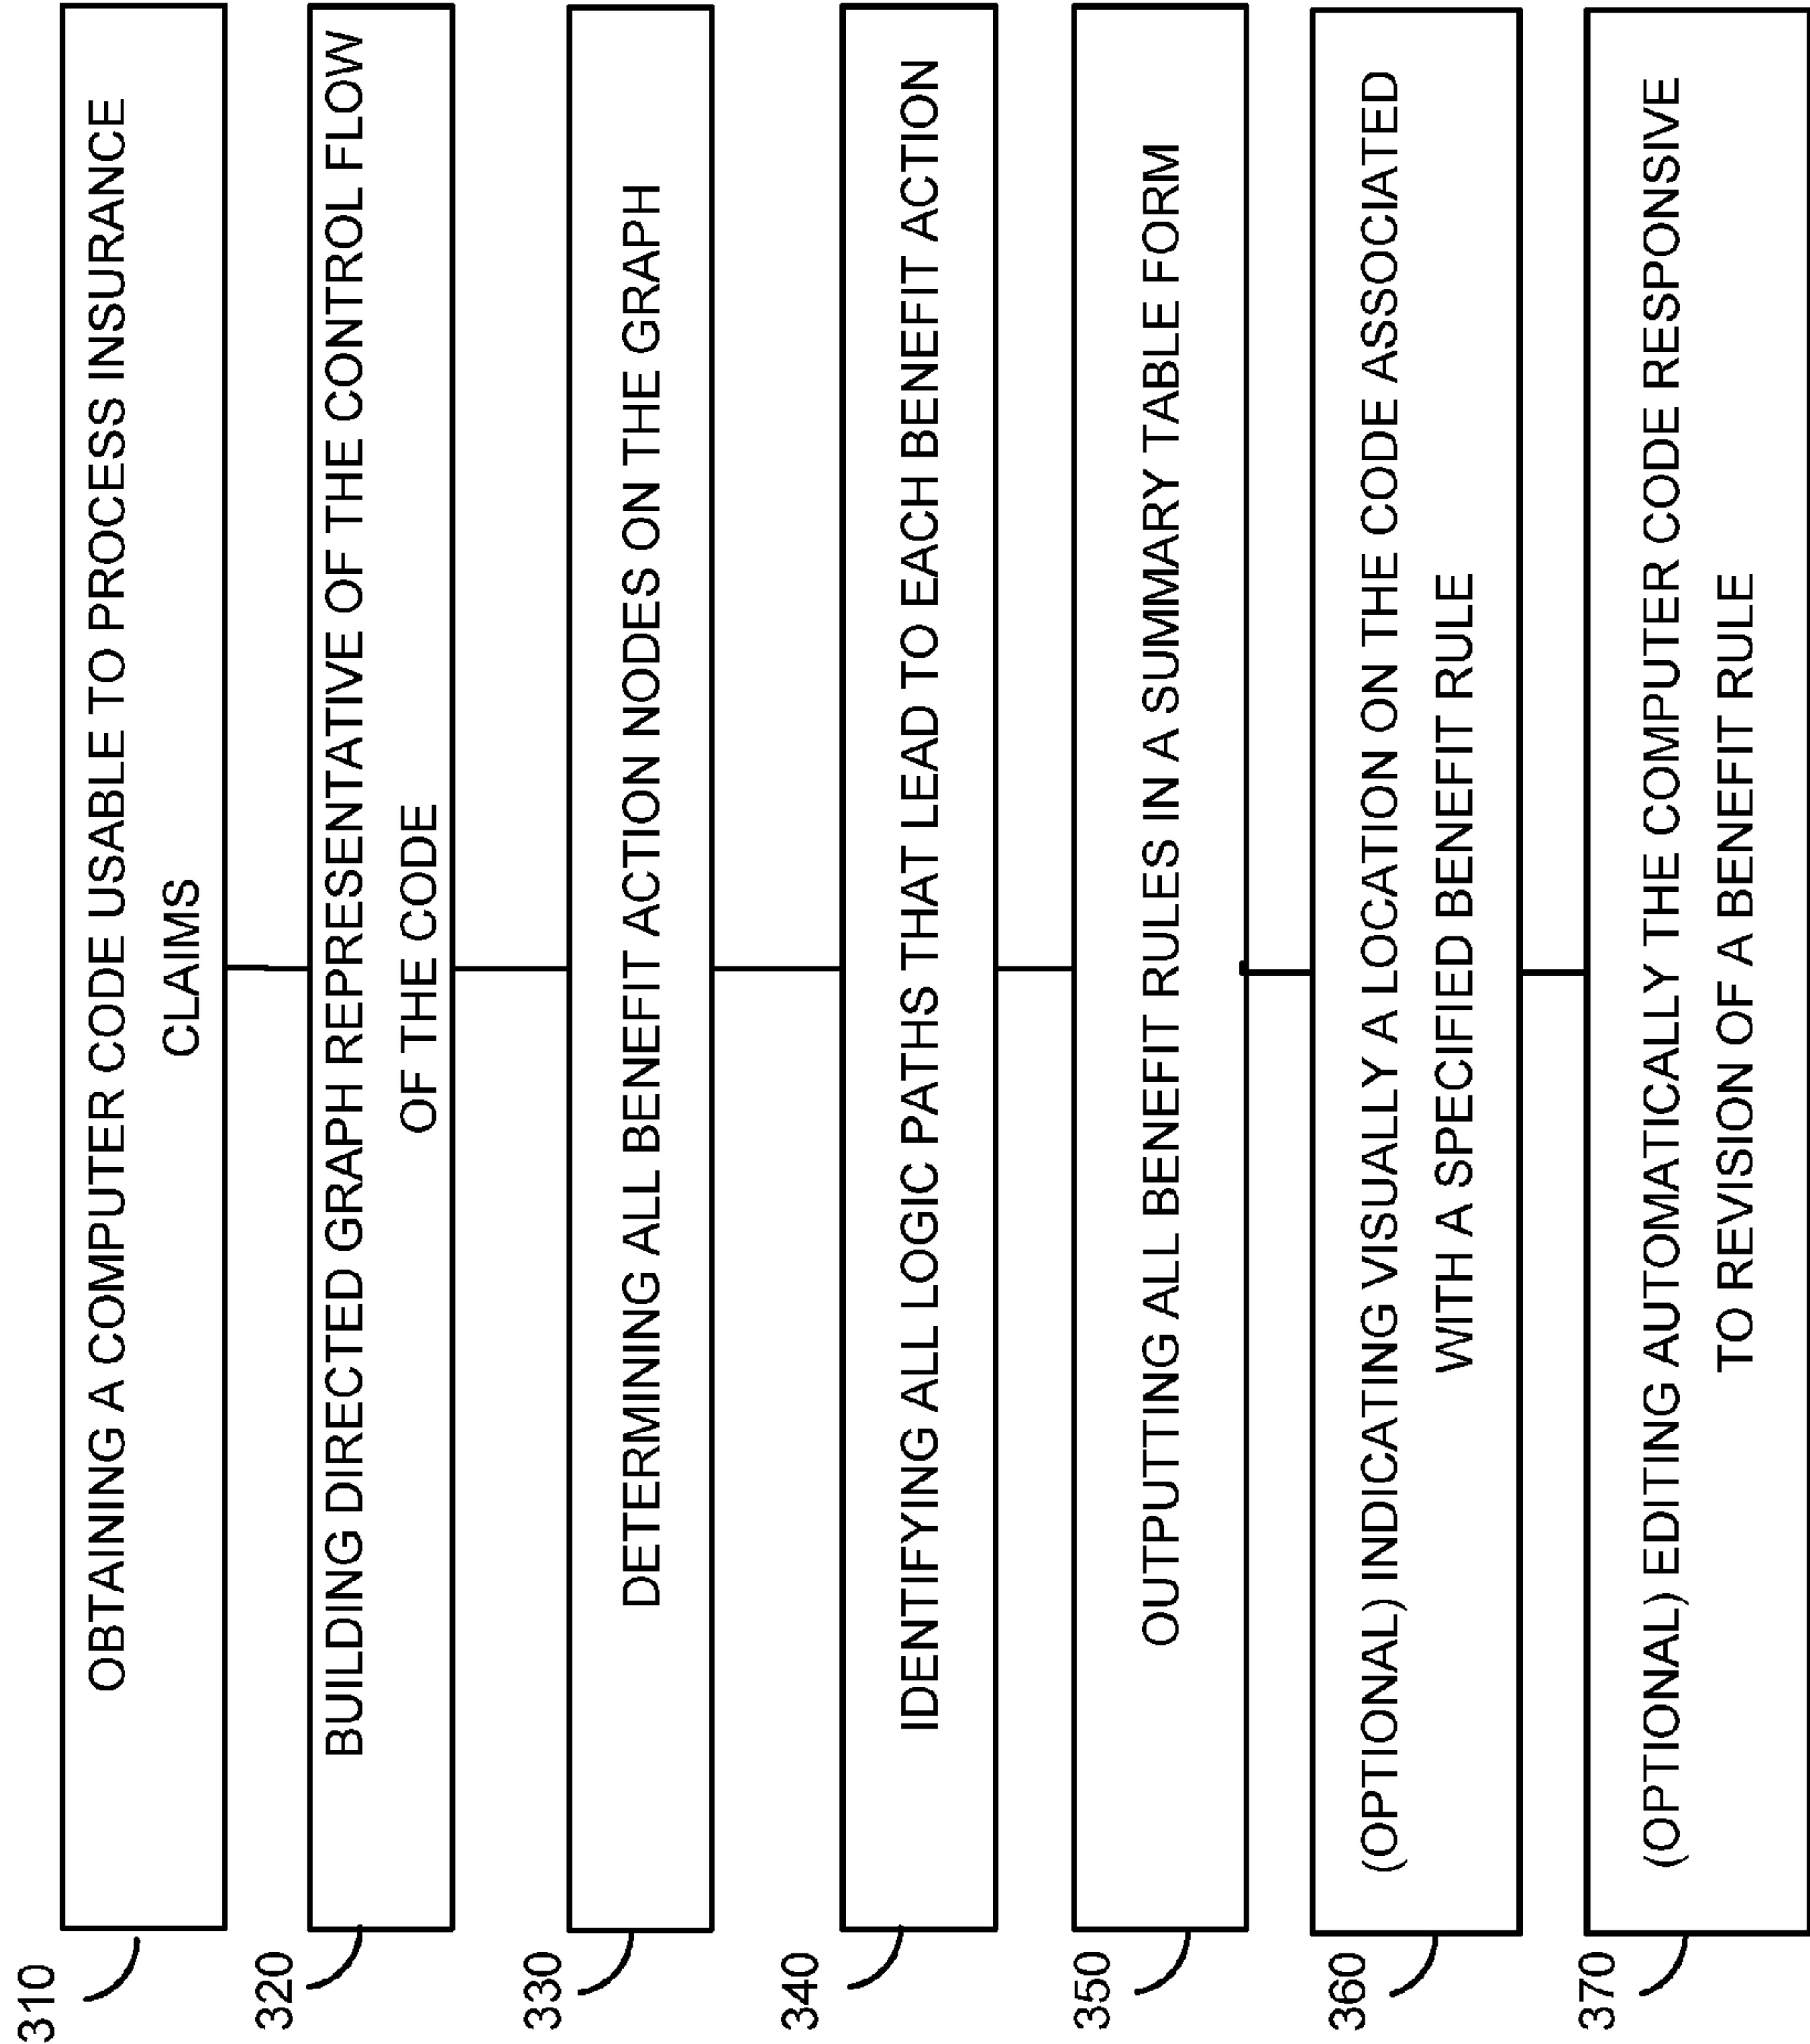 310
OBTAINING A COMPUTER CODE USABLE TO PROCESS INSURANCE
CLAIMS
320
BUILDING DIRECTED GRAPH REPRESENTATIVE OF THE CONTROL FLOW
OF THE CODE
330
DETERMINING ALL BENEFIT ACTION NODES ON THE GRAPH
340
IDENTIFYING ALL LOGIC PATHS THAT LEAD TO EACH BENEFIT ACTION
350
OUTPUTTING ALL BENEFIT RULES IN A SUMMARY TABLE FORM
360
(OPTIONAL) INDICATING VISUALLY A LOCATION ON THE CODE ASSOCIATED
WITH A SPECIFIED BENEFIT RULE
370
(OPTIONAL) EDITING AUTOMATICALLY THE COMPUTER CODE RESPONSIVE
TO REVISION OF A BENEFIT RULE